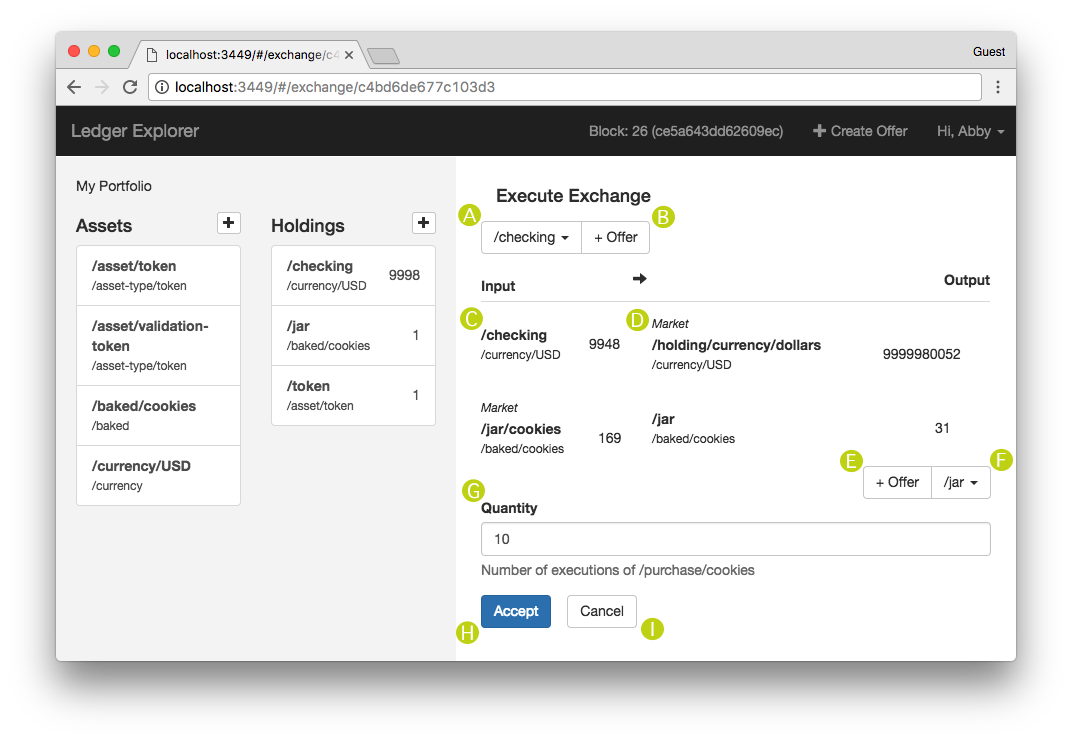 localhost:3449/#/exchange/c4
Guest
localhost:3449/#/exchange/c4bd6de677c103d3
Ledger Explorer
Block: 26 (ce5a643dd62609ec)
Create Offer
Hi, Abby
My Portfolio
Assets
+
/asset/token
/asset-type/token
/asset/validation-
token
/asset-type/token
/baked/cookies
/baked
/currency/USD
/currency
Holdings
+
/checking
/currency/USD
9998
/jar
/baked/cookies
1
/token
/asset/token
1
Execute Exchange
A
/checking
+ Offer
B
Input
Output
C
/checking
/currency/USD
9948
D
Market
/holding/currency/dollars
/currency/USD
9999980052
Market
/jar/cookies
/baked/cookies
169
/jar
/baked/cookies
31
E
+ Offer
/jar
F
G
Quantity
10
Number of executions of /purchase/cookies
H
Accept
Cancel
I